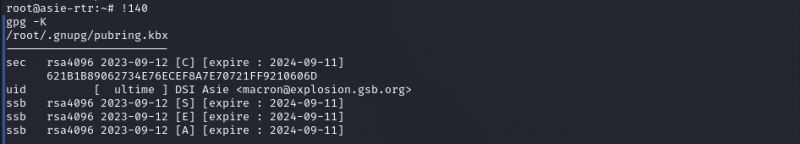 root@asie-rtr:~# !140
gpg -K
/root/.gnupg/pubring.kbx
------------------------
sec   rsa4096 2023-09-12 [C] [expire : 2024-09-11]
      621B1B89062734E76ECEF8A7E70721FF9210606D
uid          [  ultime ] DSI Asie <macron@explosion.gsb.org>
ssb   rsa4096 2023-09-12 [S] [expire : 2024-09-11]
ssb   rsa4096 2023-09-12 [E] [expire : 2024-09-11]
ssb   rsa4096 2023-09-12 [A] [expire : 2024-09-11]